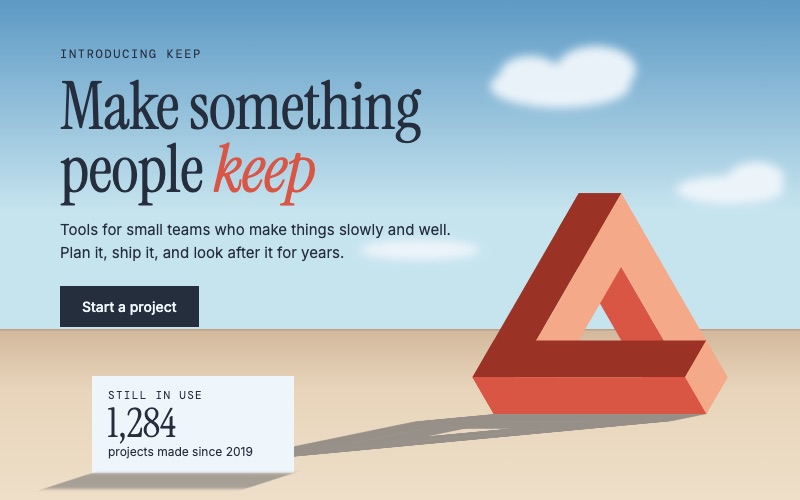 INTRODUCING KEEP
Make something
people keep
Tools for small teams who make things slowly and well.
Plan it, ship it, and look after it for years.
Start a project
STILL IN USE
1,284
projects made since 2019